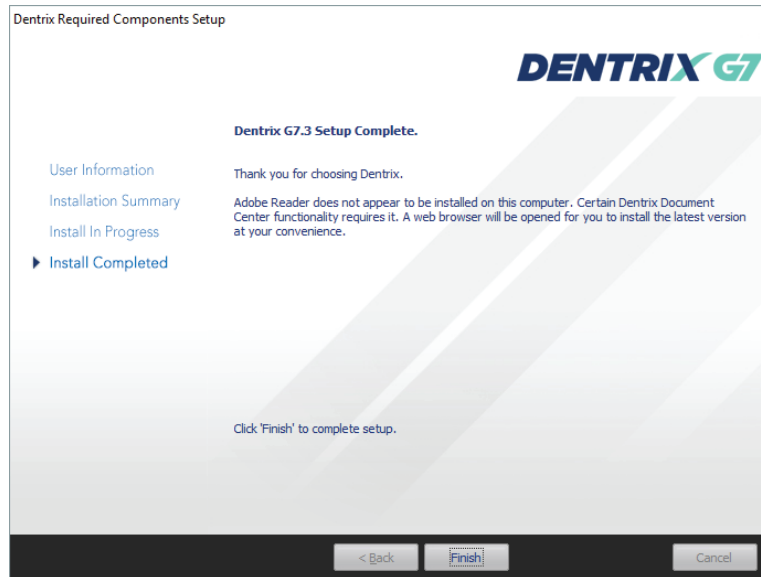 Dentrix Required Components Setup
DENTRIX G7
Dentrix G7.3 Setup Complete.
User Information
Installation Summary
Install In Progress
Install Completed
Thank you for choosing Dentrix.
Adobe Reader does not appear to be installed on this computer. Certain Dentrix Document
Center functionality requires it. A web browser will be opened for you to install the latest version
at your convenience.
Click 'Finish' to complete setup.
< Back
Finish
Cancel